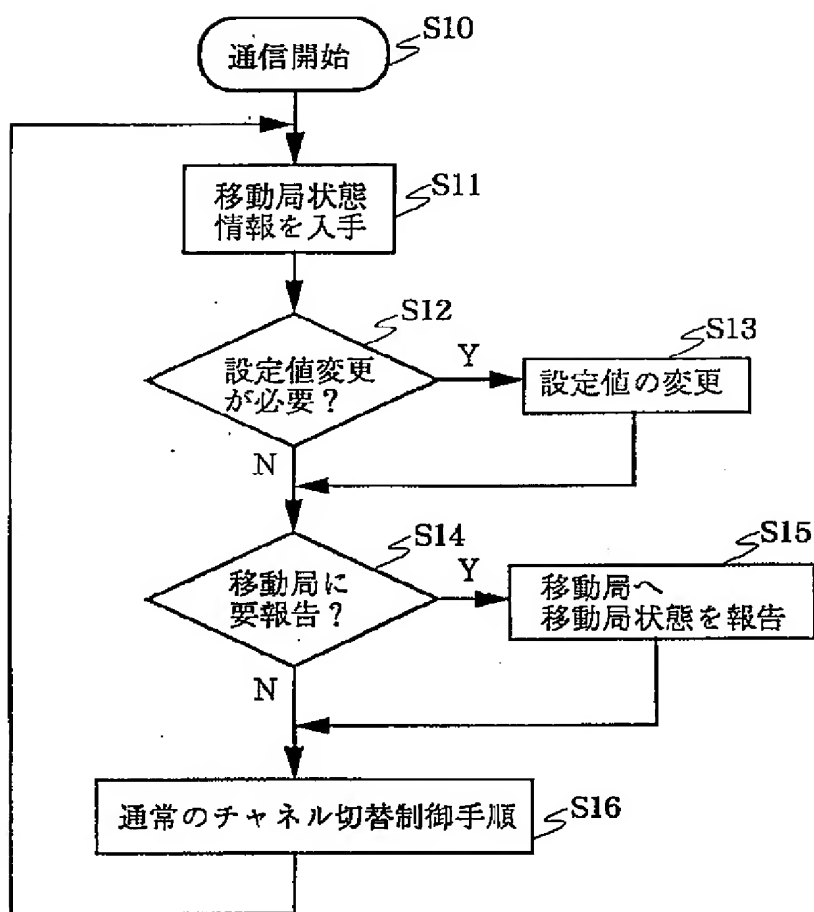 通信開始
S10
移動局状態
情報を入手
S11
設定値変更
が必要？
S12
Y
N
設定値の変更
S13
移動局に
要報告？
S14
Y
N
移動局へ
移動局状態を報告
S15
通常のチャネル切替制御手順
S16